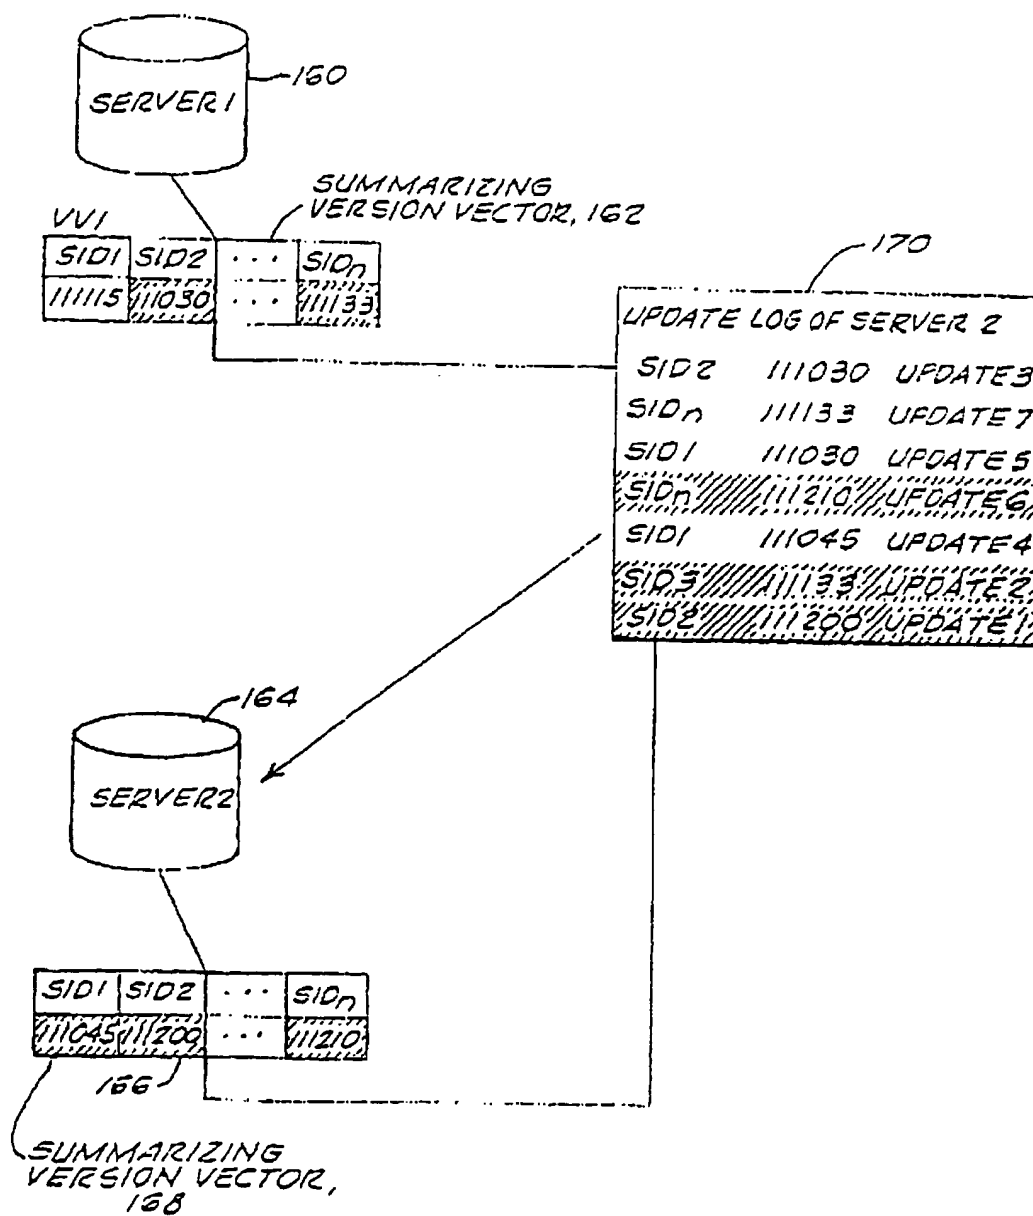 160
SERVER 1
SUMMARIZING
VERSION VECTOR, 162
VV1
SID1 SID2 ... SIDn
111115 111030 ... 111133
170
UPDATE LOG OF SERVER 2
SID2 111030 UPDATE 3
SIDn 111133 UPDATE 7
SID1 111030 UPDATE 5
SIDn 111210 UPDATE 6
SID1 111045 UPDATE 4
SID3 111133 UPDATE 2
SID2 111200 UPDATE 1
164
SERVER 2
SID1 SID2 ... SIDn
111045 111200 ... 111210
166
SUMMARIZING
VERSION VECTOR,
168